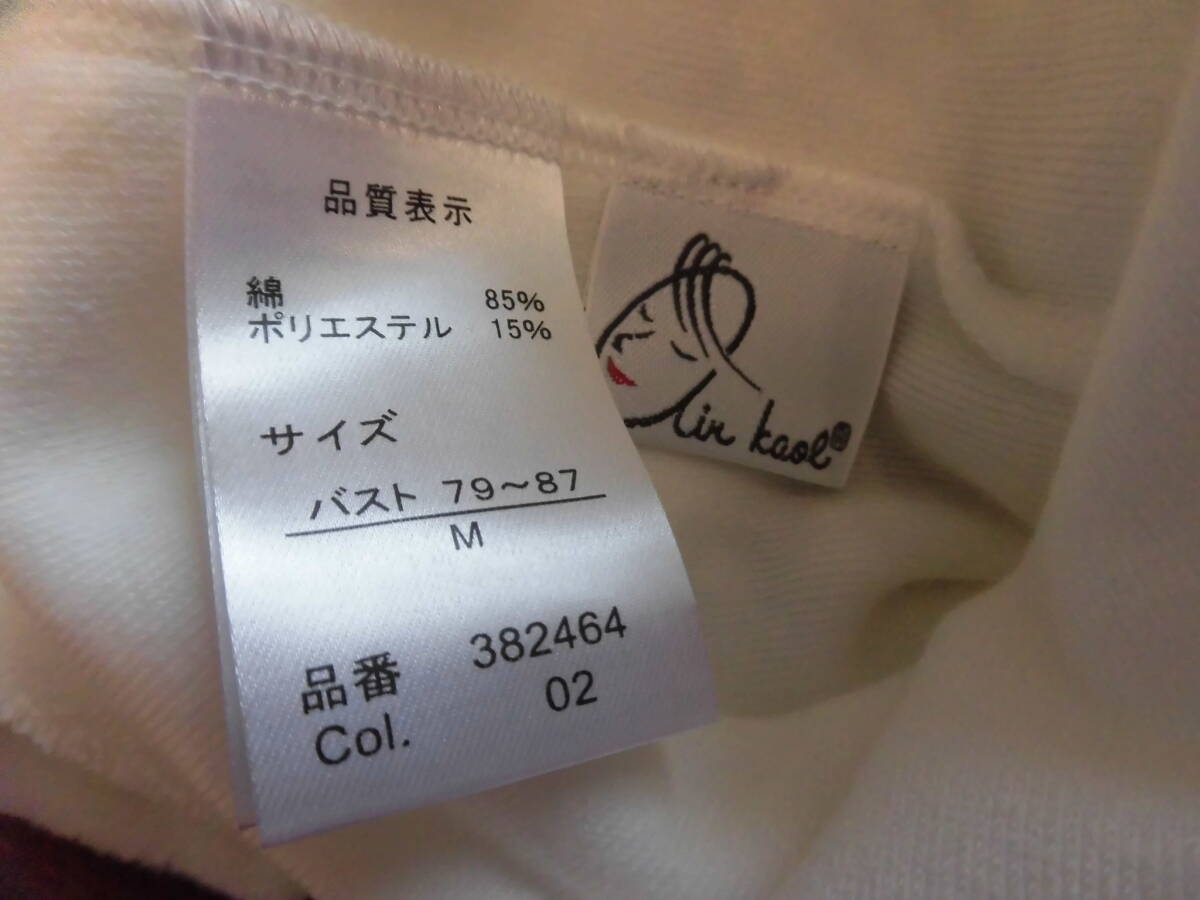 品質表示
綿 85%
ポリエステル 15%
サイズ
バスト 79~87
M
品番 382464
Col. 02
lir kaol®